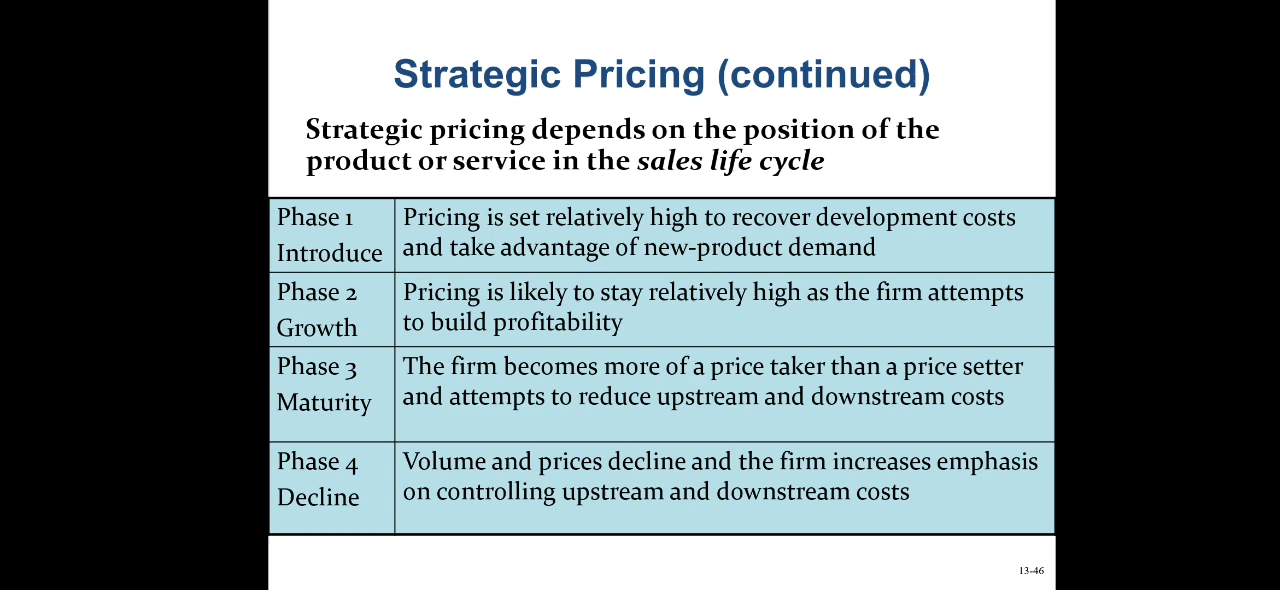 Strategic Pricing (continued)
Strategic pricing depends on the position of the
product or service in the sales life cycle
Phase 1
Introduce
Pricing is set relatively high to recover development costs
and take advantage of new-product demand
Phase 2
Growth
Pricing is likely to stay relatively high as the firm attempts
to build profitability
Phase 3
Maturity
The firm becomes more of a price taker than a price setter
and attempts to reduce upstream and downstream costs
Phase 4
Decline
Volume and prices decline and the firm increases emphasis
on controlling upstream and downstream costs
13-46